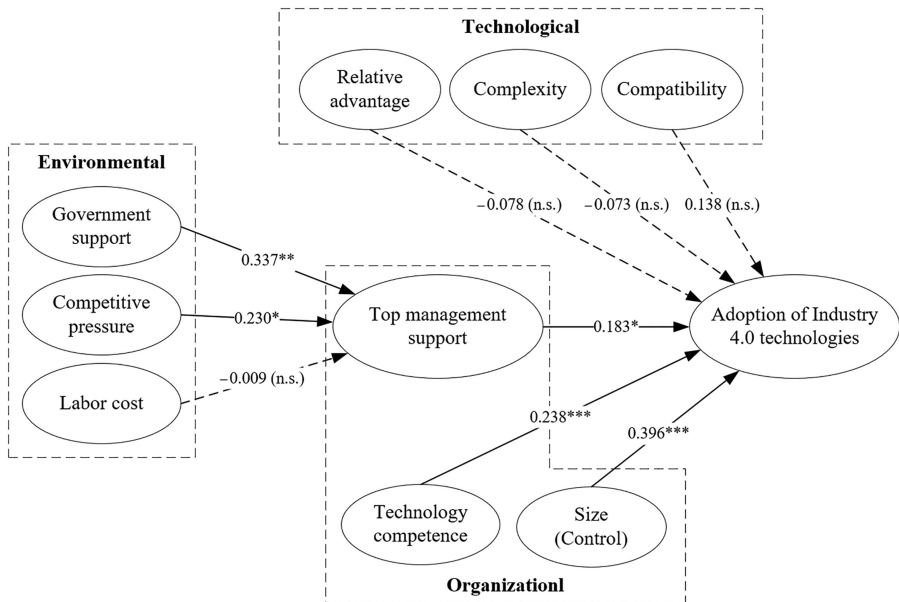 Technological
Relative
advantage
Complexity
Compatibility
Environmental
Government
support
Competitive
pressure
Labor cost
−0.078 (n.s.)
−0.073 (n.s.)
0.138 (n.s.)
0.337**
0.230*
−0.009 (n.s.)
Top management
support
0.183*
Adoption of Industry
4.0 technologies
0.238***
0.396***
Technology
competence
Size
(Control)
Organizationl